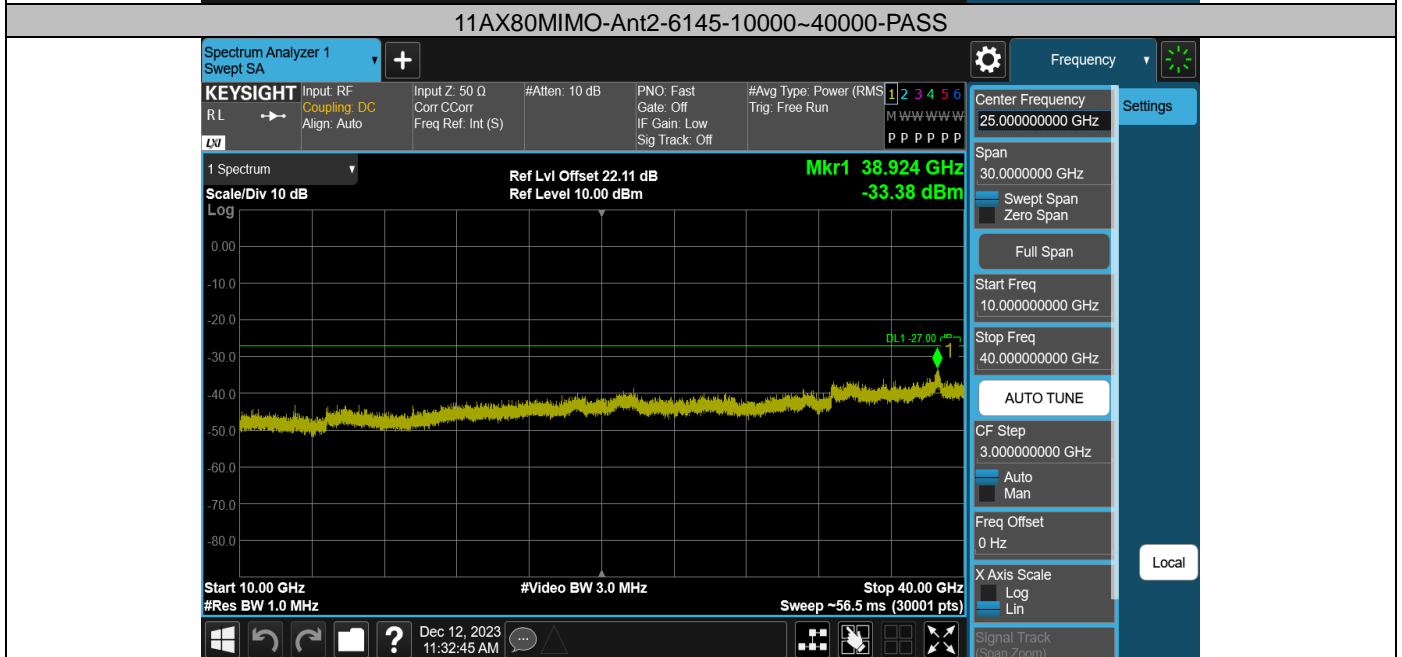 11AX80MIMO-Ant2-6145-10000~40000-PASS
Spectrum Analyzer 1
Swept SA
Frequency
KEYSIGHT
R L
LXI
Input: RF
Coupling: DC
Align: Auto
Input Z: 50 Ω
Corr CCorr
Freq Ref: Int (S)
#Atten: 10 dB
PNO: Fast
Gate: Off
IF Gain: Low
Sig Track: Off
#Avg Type: Power (RMS
Trig: Free Run
1 2 3 4 5 6
M W W W W W
P P P P P P
1 Spectrum
Scale/Div 10 dB
Log
Ref Lvl Offset 22.11 dB
Ref Level 10.00 dBm
Mkr1 38.924 GHz
-33.38 dBm
0.00
-10.0
-20.0
DL1 -27.00 dBm
1
-30.0
-40.0
-50.0
-60.0
-70.0
-80.0
Start 10.00 GHz
#Res BW 1.0 MHz
#Video BW 3.0 MHz
Stop 40.00 GHz
Sweep ~56.5 ms (30001 pts)
Center Frequency
25.000000000 GHz
Settings
Span
30.0000000 GHz
Swept Span
Zero Span
Full Span
Start Freq
10.000000000 GHz
Stop Freq
40.000000000 GHz
AUTO TUNE
CF Step
3.000000000 GHz
Auto
Man
Freq Offset
0 Hz
X Axis Scale
Log
Lin
Signal Track
(Span Zoom)
Local
?
Dec 12, 2023
11:32:45 AM